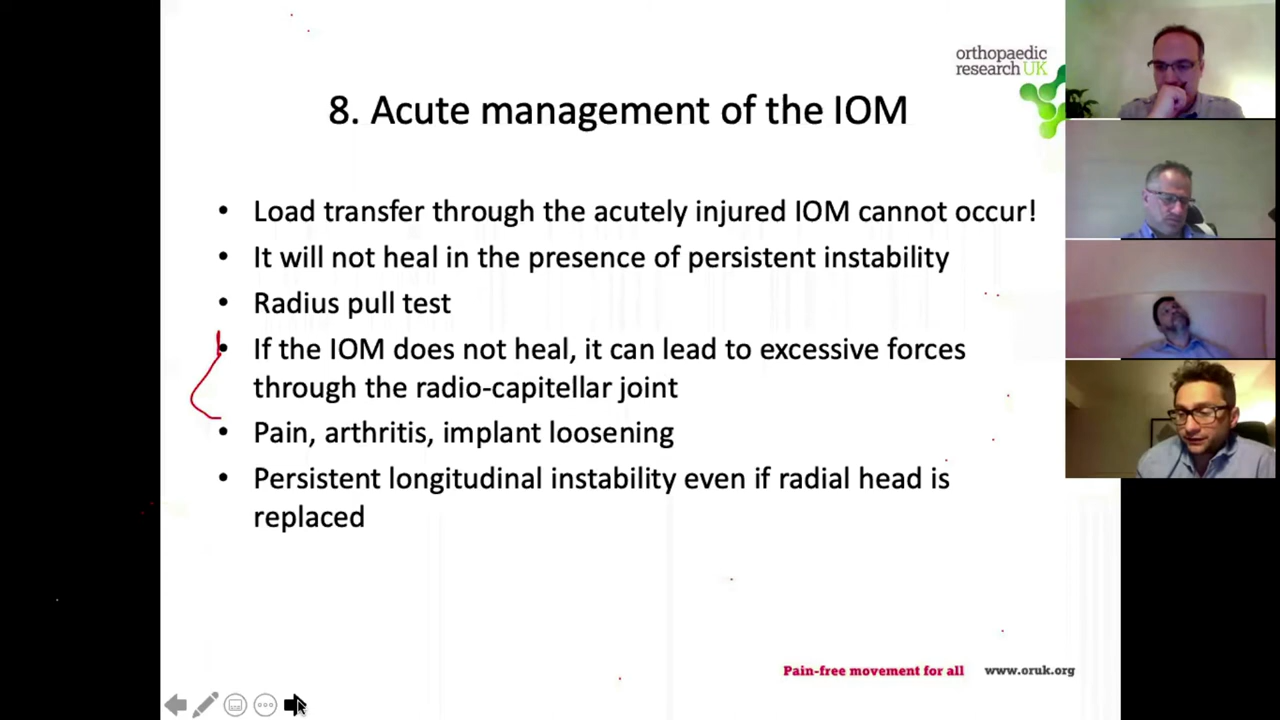 orthopaedic
research UK
8. Acute management of the IOM
• Load transfer through the acutely injured IOM cannot occur!
• It will not heal in the presence of persistent instability
• Radius pull test
• If the IOM does not heal, it can lead to excessive forces
through the radio-capitellar joint
• Pain, arthritis, implant loosening
• Persistent longitudinal instability even if radial head is
replaced
Pain-free movement for all www.oruk.org